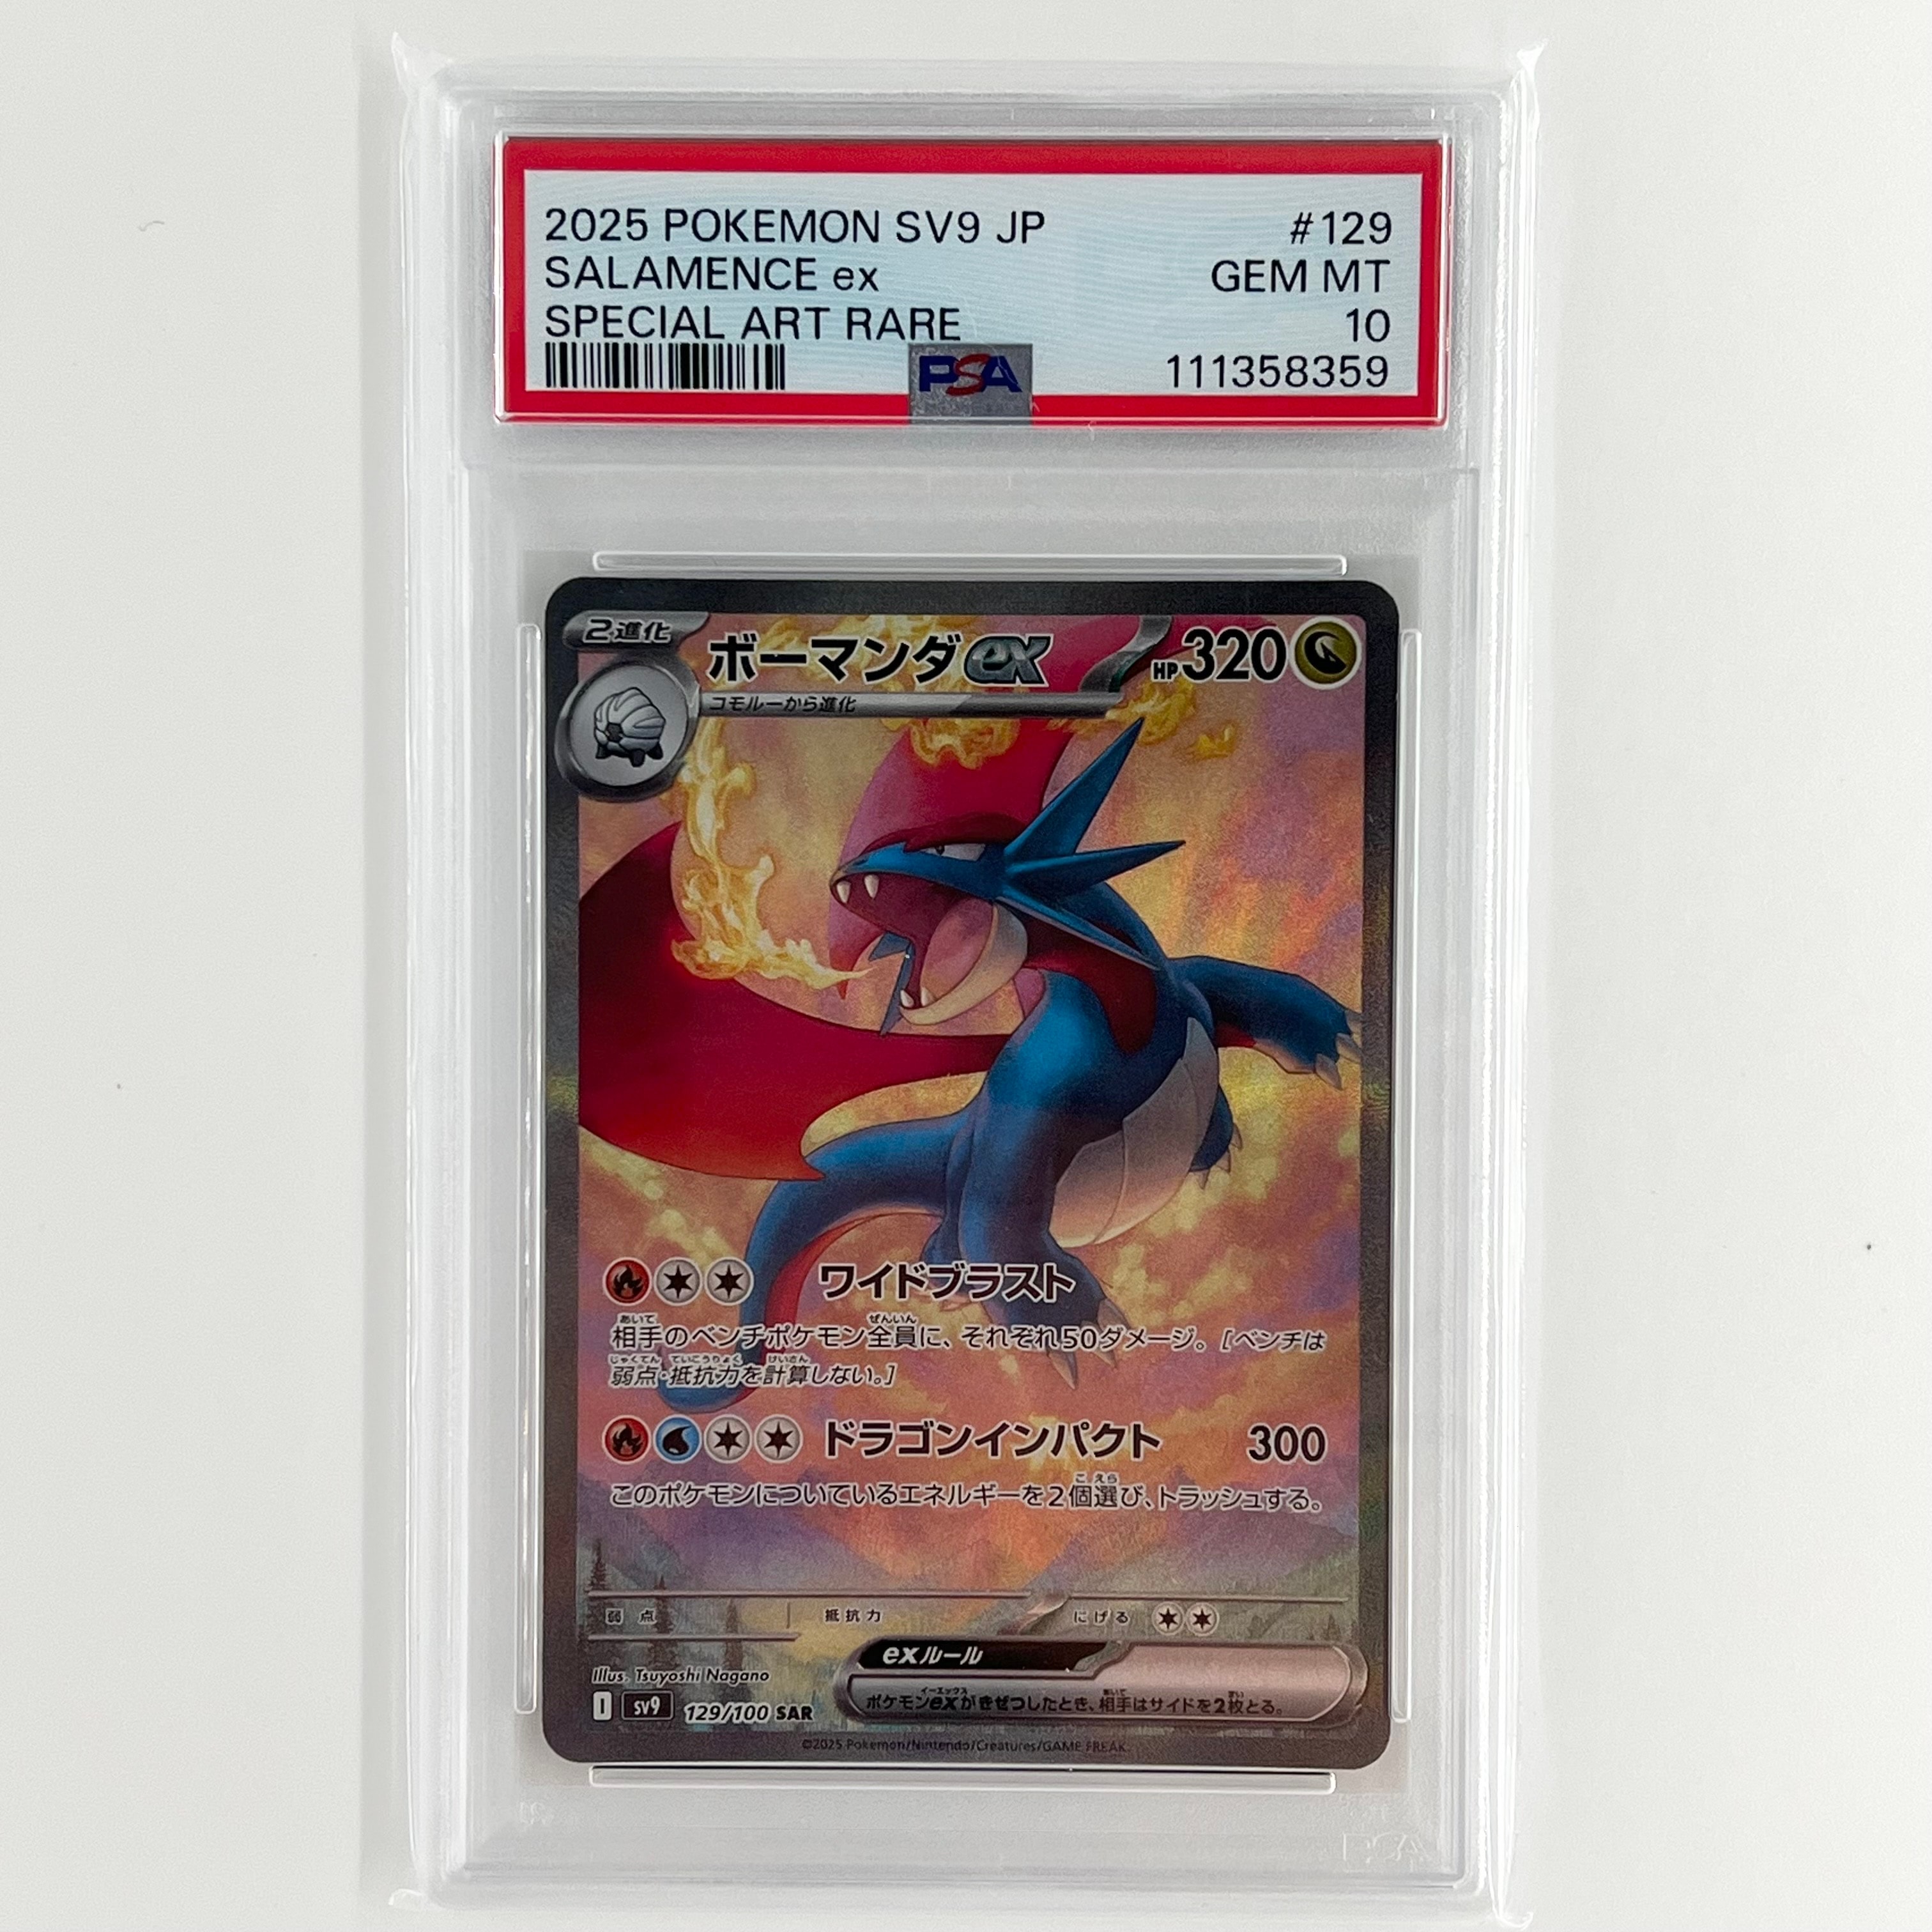 2025 POKEMON SV9 JP #129
SALAMENCE ex GEM MT
SPECIAL ART RARE 10
PSA 111358359
2進化 ボーマンダex HP320
コモルーから進化
ワイドブラスト
相手のベンチポケモン全員に、それぞれ50ダメージ。[ベンチは
弱点・抵抗力を計算しない。]
ドラゴンインパクト 300
このポケモンについているエネルギーを2個選び、トラッシュする。
弱点 抵抗力 にげる
exルール
Illus. Tsuyoshi Nagano
ポケモンexがきぜつしたとき、相手はサイドを2枚とる。
I sv9 129/100 SAR
©2025 Pokémon/Nintendo/Creatures/GAME FREAK.
PSA